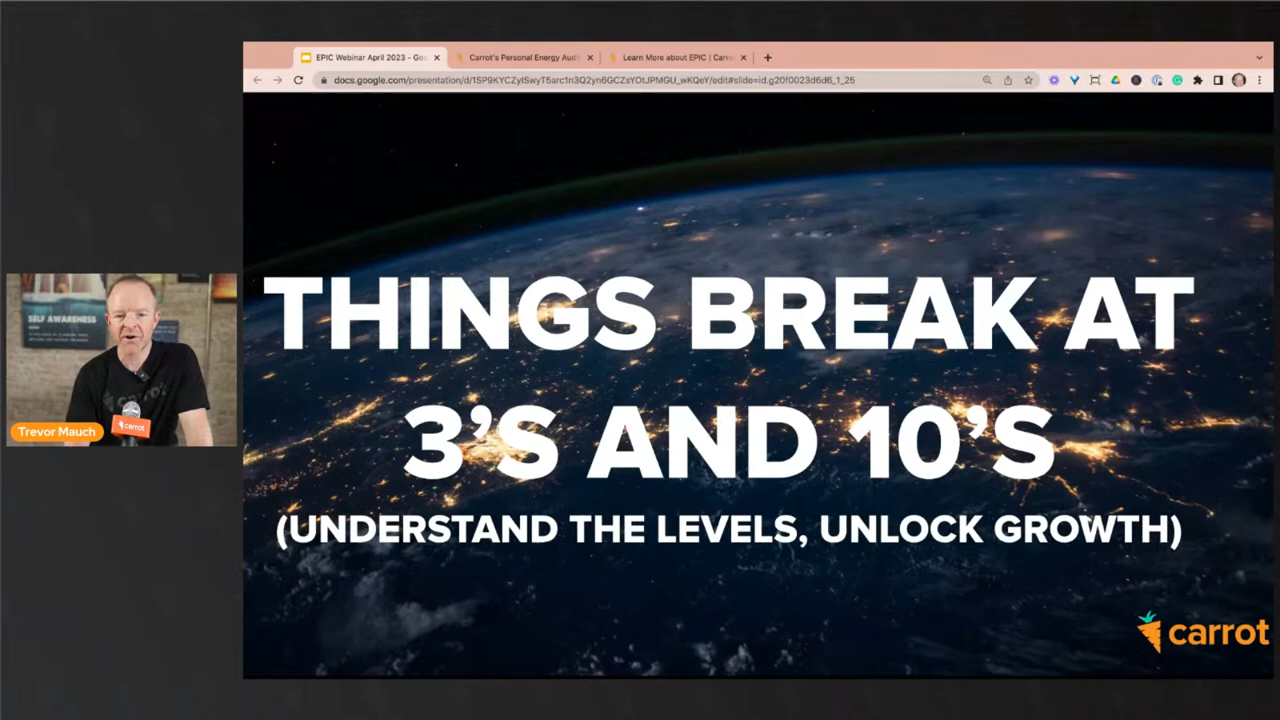 EPIC Webinar April 2023 - Goo
Carrot's Personal Energy Audi
Learn More about EPIC | Carro
docs.google.com/presentation/d/1SP9KYCZyISwyT5arc1n3Q2yn6GCZsYOtJPMGU_wKQeY/edit#slide=id.g20f0023d6d6_1_25
THINGS BREAK AT
3'S AND 10'S
(UNDERSTAND THE LEVELS, UNLOCK GROWTH)
carrot
SELF AWARENESS
carrot
Trevor Mauch